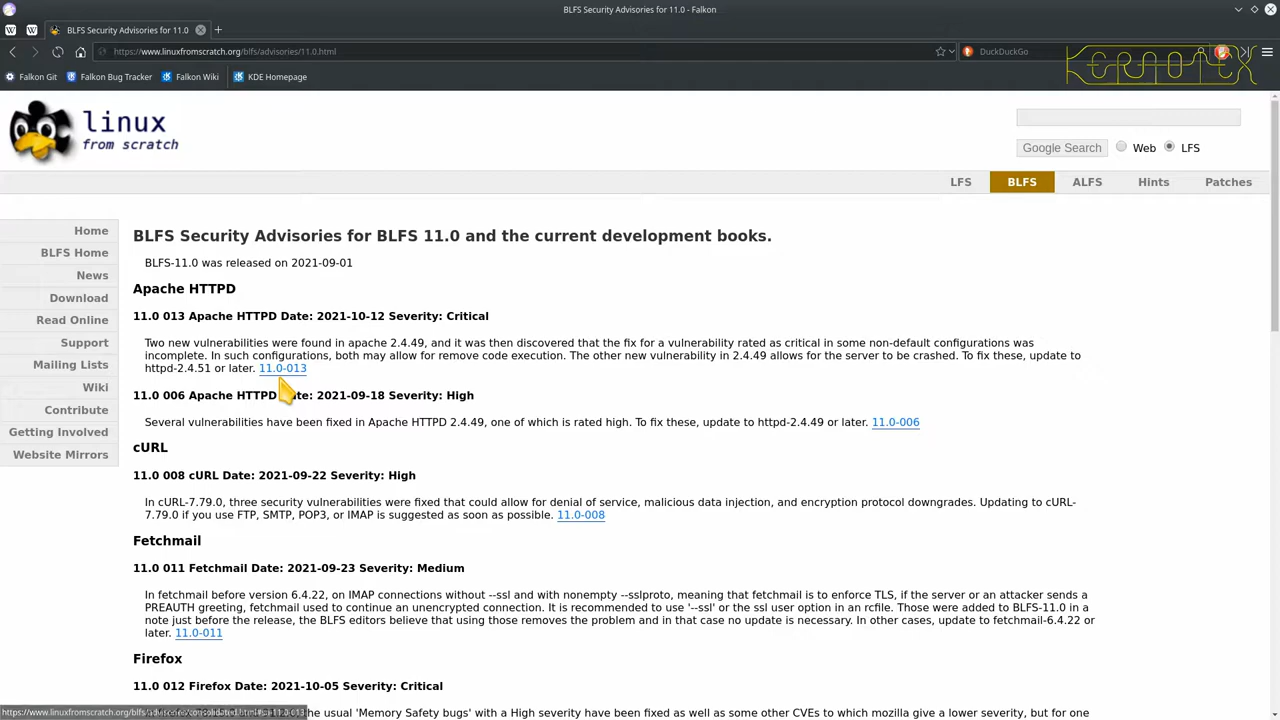 BLFS Security Advisories for 11.0 - Falkon
BLFS Security Advisories for 11.0
https://www.linuxfromscratch.org/blfs/advisories/11.0.html
DuckDuckGo
KERNOTEX
Falkon Git
Falkon Bug Tracker
Falkon Wiki
KDE Homepage
linux
from scratch
Google Search
Web
LFS
LFS
BLFS
ALFS
Hints
Patches
Home
BLFS Home
News
Download
Read Online
Support
Mailing Lists
Wiki
Contribute
Getting Involved
Website Mirrors
BLFS Security Advisories for BLFS 11.0 and the current development books.
BLFS-11.0 was released on 2021-09-01
Apache HTTPD
11.0 013 Apache HTTPD Date: 2021-10-12 Severity: Critical
Two new vulnerabilities were found in apache 2.4.49, and it was then discovered that the fix for a vulnerability rated as critical in some non-default configurations was
incomplete. In such configurations, both may allow for remove code execution. The other new vulnerability in 2.4.49 allows for the server to be crashed. To fix these, update to
httpd-2.4.51 or later. 11.0-013
11.0 006 Apache HTTPD Date: 2021-09-18 Severity: High
Several vulnerabilities have been fixed in Apache HTTPD 2.4.49, one of which is rated high. To fix these, update to httpd-2.4.49 or later. 11.0-006
cURL
11.0 008 cURL Date: 2021-09-22 Severity: High
In cURL-7.79.0, three security vulnerabilities were fixed that could allow for denial of service, malicious data injection, and encryption protocol downgrades. Updating to cURL-
7.79.0 if you use FTP, SMTP, POP3, or IMAP is suggested as soon as possible. 11.0-008
Fetchmail
11.0 011 Fetchmail Date: 2021-09-23 Severity: Medium
In fetchmail before version 6.4.22, on IMAP connections without --ssl and with nonempty --sslproto, meaning that fetchmail is to enforce TLS, if the server or an attacker sends a
PREAUTH greeting, fetchmail used to continue an unencrypted connection. It is recommended to use '--ssl' or the ssl user option in an rcfile. Those were added to BLFS-11.0 in a
note just before the release, the BLFS editors believe that using those removes the problem and in that case no update is necessary. In other cases, update to fetchmail-6.4.22 or
later. 11.0-011
Firefox
11.0 012 Firefox Date: 2021-10-05 Severity: Critical
the usual 'Memory Safety bugs' with a High severity have been fixed as well as some other CVEs to which mozilla give a lower severity, but for one